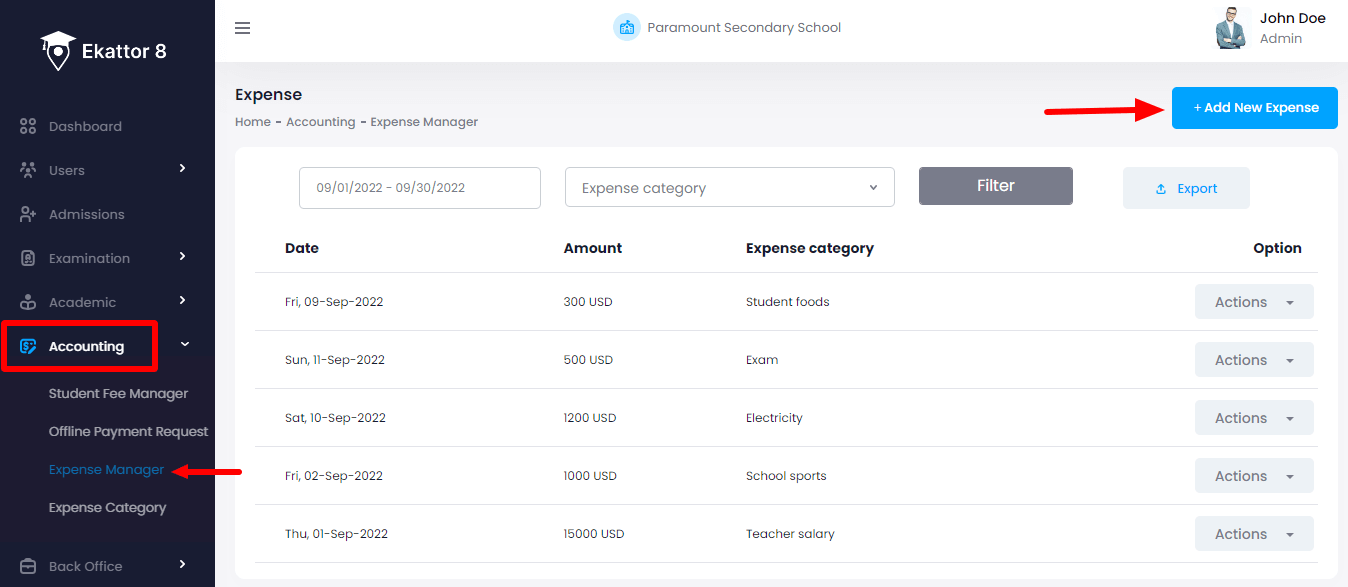 Ekattor 8
Dashboard
Users
Admissions
Examination
Academic
Accounting
Student Fee Manager
Offline Payment Request
Expense Manager
Expense Category
Back Office
Paramount Secondary School
John Doe
Admin
Expense
Home - Accounting - Expense Manager
+ Add New Expense
09/01/2022 - 09/30/2022
Expense category
Filter
Export
Date Amount Expense category Option
Fri, 09-Sep-2022 300 USD Student foods Actions
Sun, 11-Sep-2022 500 USD Exam Actions
Sat, 10-Sep-2022 1200 USD Electricity Actions
Fri, 02-Sep-2022 1000 USD School sports Actions
Thu, 01-Sep-2022 15000 USD Teacher salary Actions